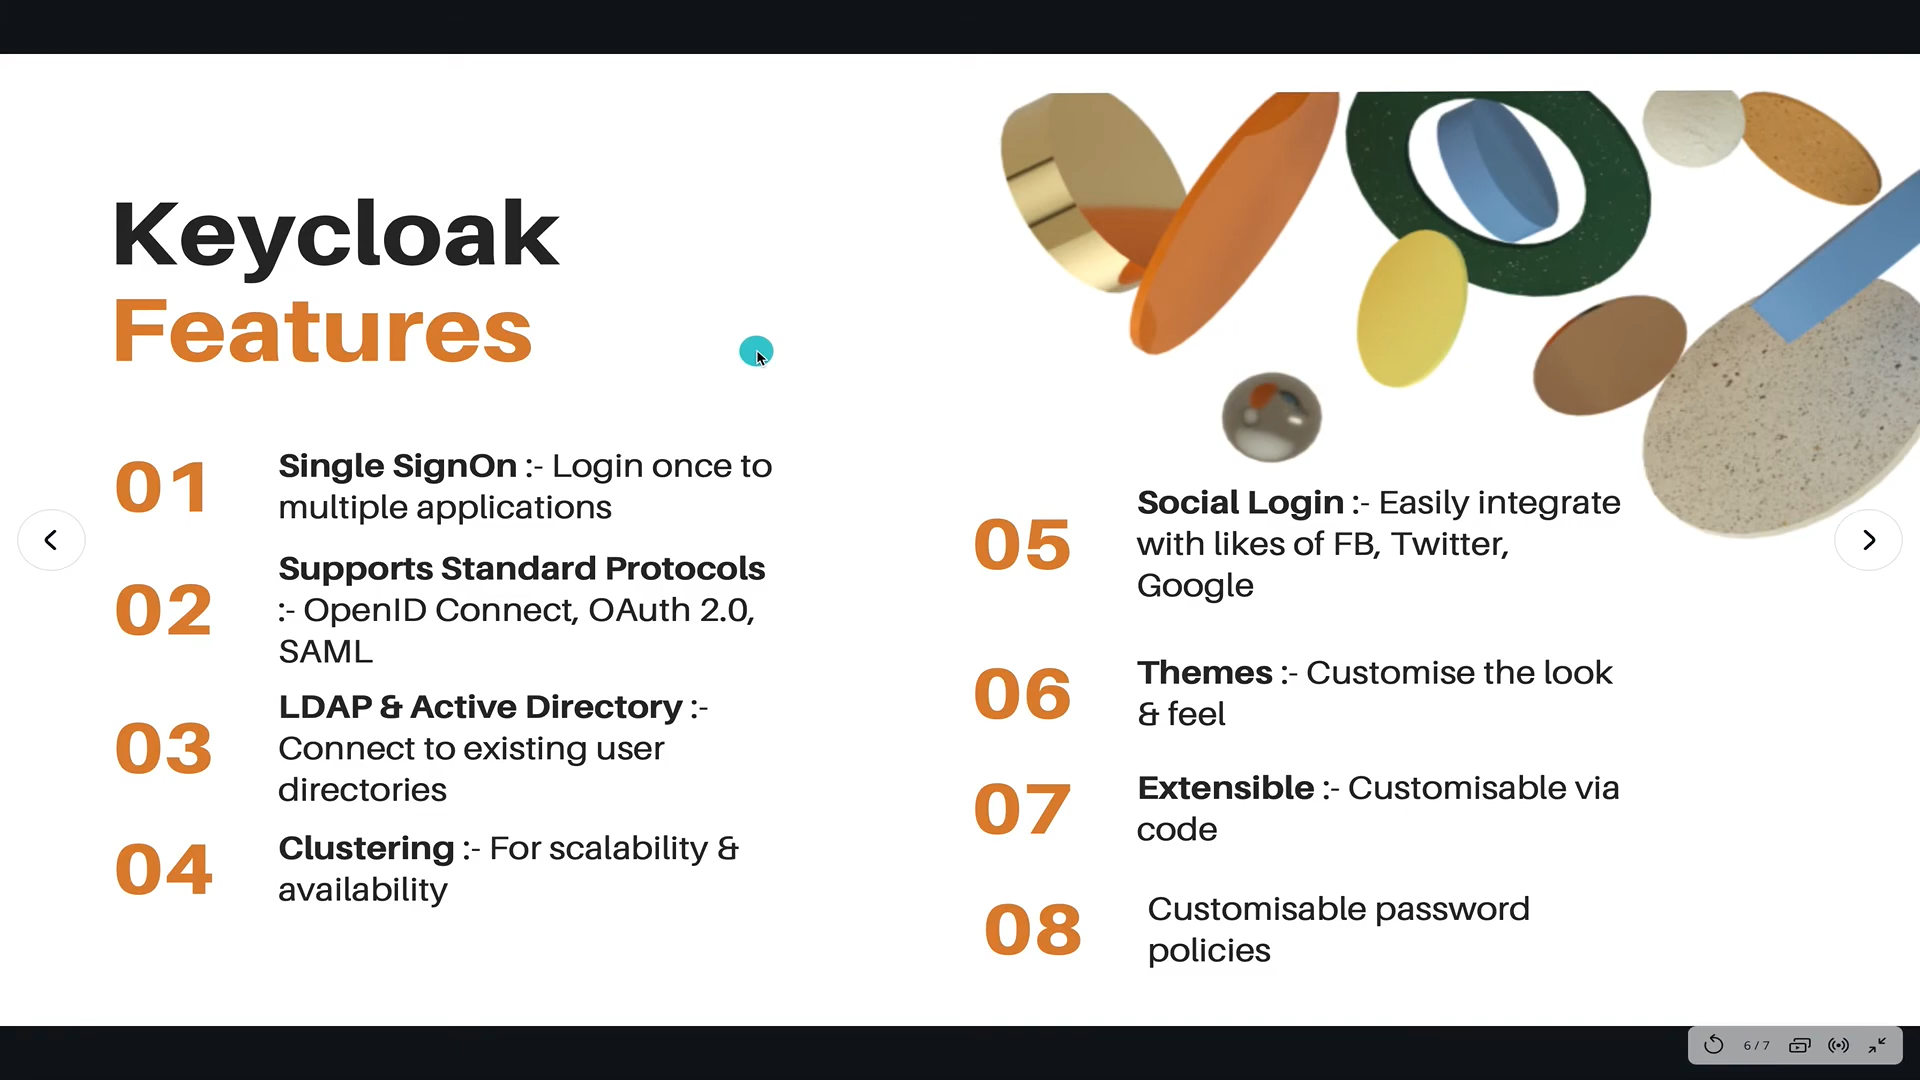 Keycloak
Features
01
Single SignOn :- Login once to
multiple applications
02
Supports Standard Protocols
:- OpenID Connect, OAuth 2.0,
SAML
03
LDAP & Active Directory :-
Connect to existing user
directories
04
Clustering :- For scalability &
availability
05
Social Login :- Easily integrate
with likes of FB, Twitter,
Google
06
Themes :- Customise the look
& feel
07
Extensible :- Customisable via
code
08
Customisable password
policies
6 / 7